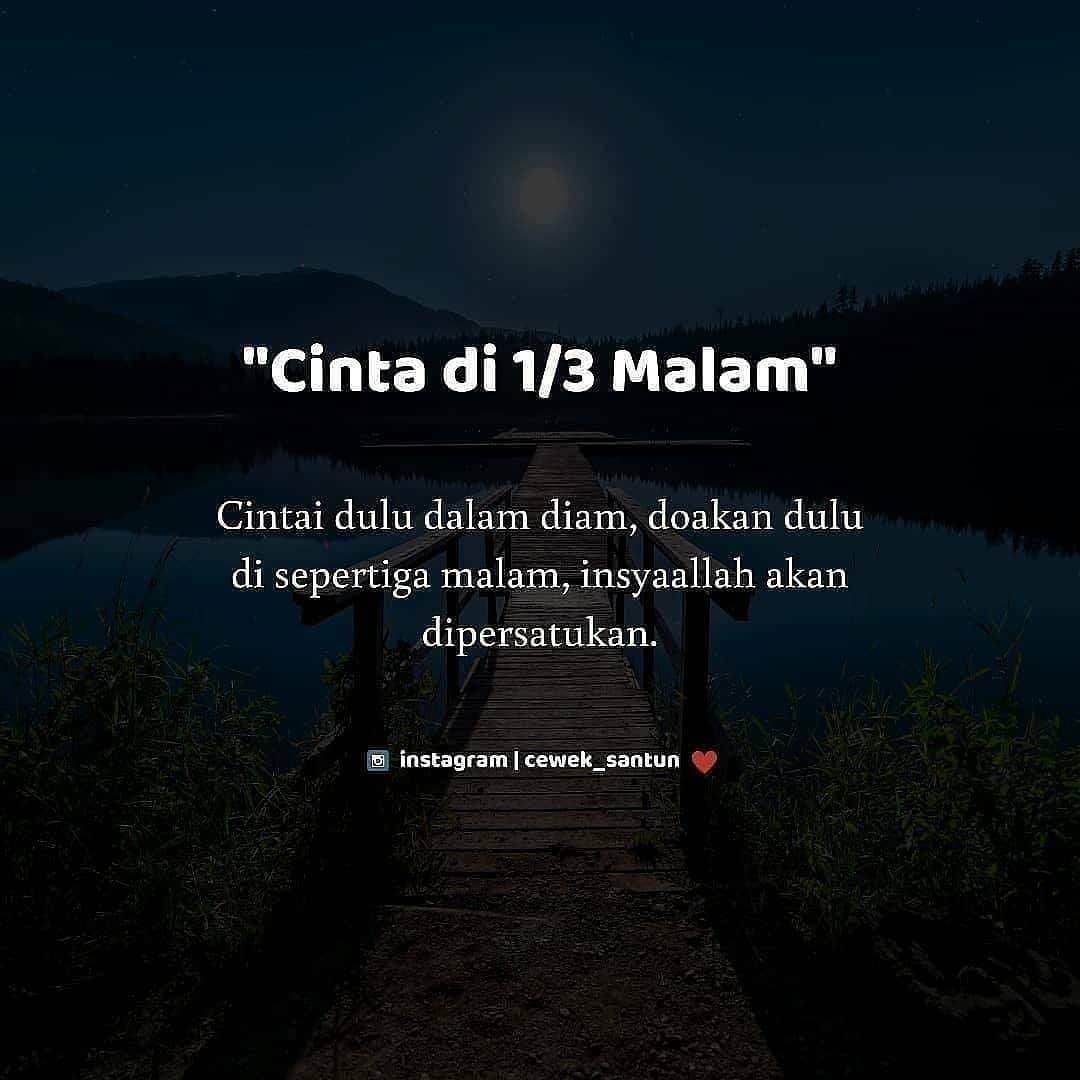 "Cinta di 1/3 Malam"
Cintai dulu dalam diam, doakan dulu
di sepertiga malam, insyaallah akan
dipersatukan.
instagram | cewek_santun ❤️